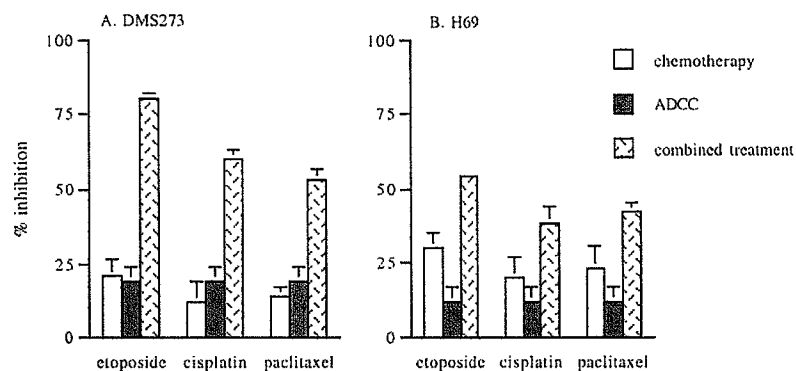 A. DMS273
100
75
50
25
0
% inhibition
etoposide cisplatin paclitaxel
B. H69
100
75
50
25
0
etoposide cisplatin paclitaxel
chemotherapy
ADCC
combined treatment